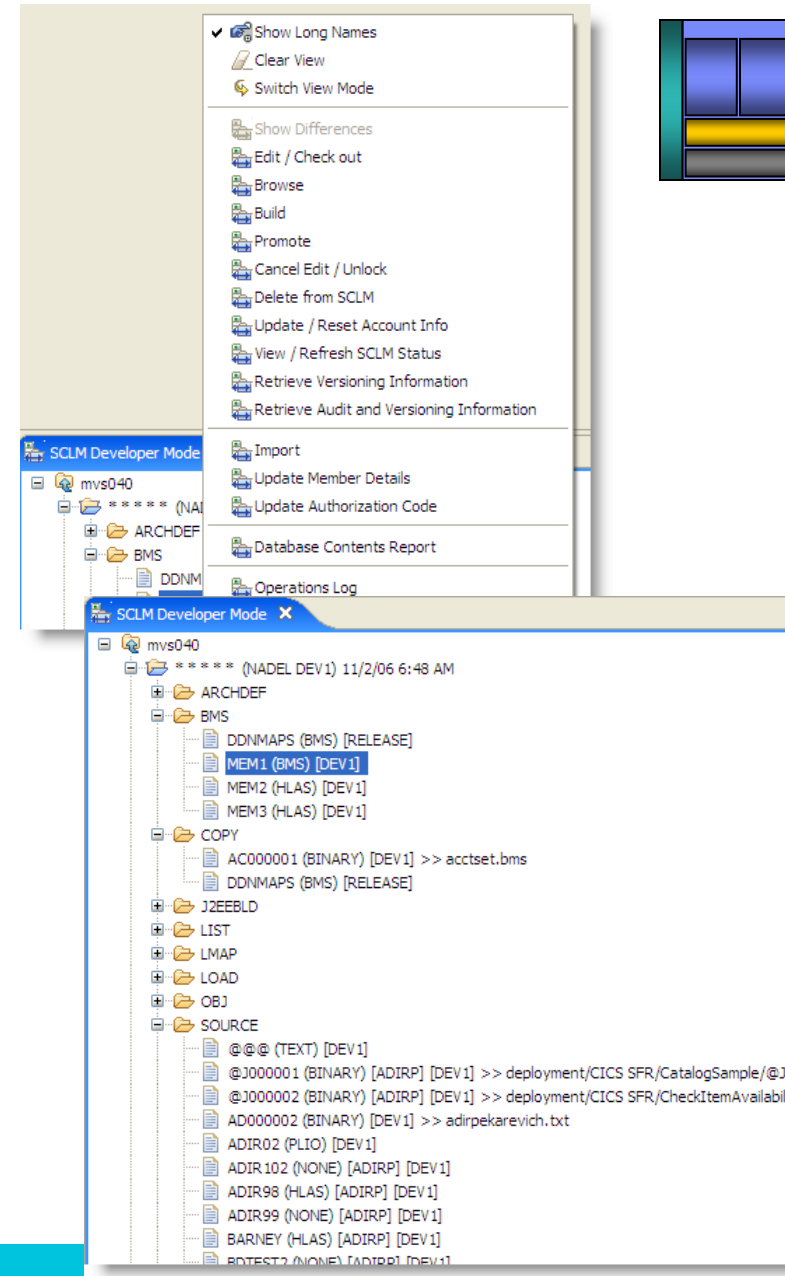 Show Long Names
Clear View
Switch View Mode
Show Differences
Edit / Check out
Browse
Build
Promote
Cancel Edit / Unlock
Delete from SCLM
Update / Reset Account Info
View / Refresh SCLM Status
Retrieve Versioning Information
Retrieve Audit and Versioning Information
Import
Update Member Details
Update Authorization Code
Database Contents Report
Operations Log
SCLM Developer Mode
mvs040
* * * * * (NA
ARCHDEF
BMS
DDNM
SCLM Developer Mode
mvs040
* * * * * (NADEL DEV1) 11/2/06 6:48 AM
ARCHDEF
BMS
DDNMAPS (BMS) [RELEASE]
MEM1 (BMS) [DEV1]
MEM2 (HLAS) [DEV1]
MEM3 (HLAS) [DEV1]
COPY
AC000001 (BINARY) [DEV1] >> acctset.bms
DDNMAPS (BMS) [RELEASE]
J2EEBLD
LIST
LMAP
LOAD
OBJ
SOURCE
@@@ (TEXT) [DEV1]
@J000001 (BINARY) [ADIRP] [DEV1] >> deployment/CICS SFR/CatalogSample/@J
@J000002 (BINARY) [ADIRP] [DEV1] >> deployment/CICS SFR/CheckItemAvailabil
AD000002 (BINARY) [DEV1] >> adirpekarevich.txt
ADIR02 (PLIO) [DEV1]
ADIR102 (NONE) [ADIRP] [DEV1]
ADIR98 (HLAS) [ADIRP] [DEV1]
ADIR99 (NONE) [ADIRP] [DEV1]
BARNEY (HLAS) [ADIRP] [DEV1]
BDTEST2 (NONE) [ADIRP] [DEV1]